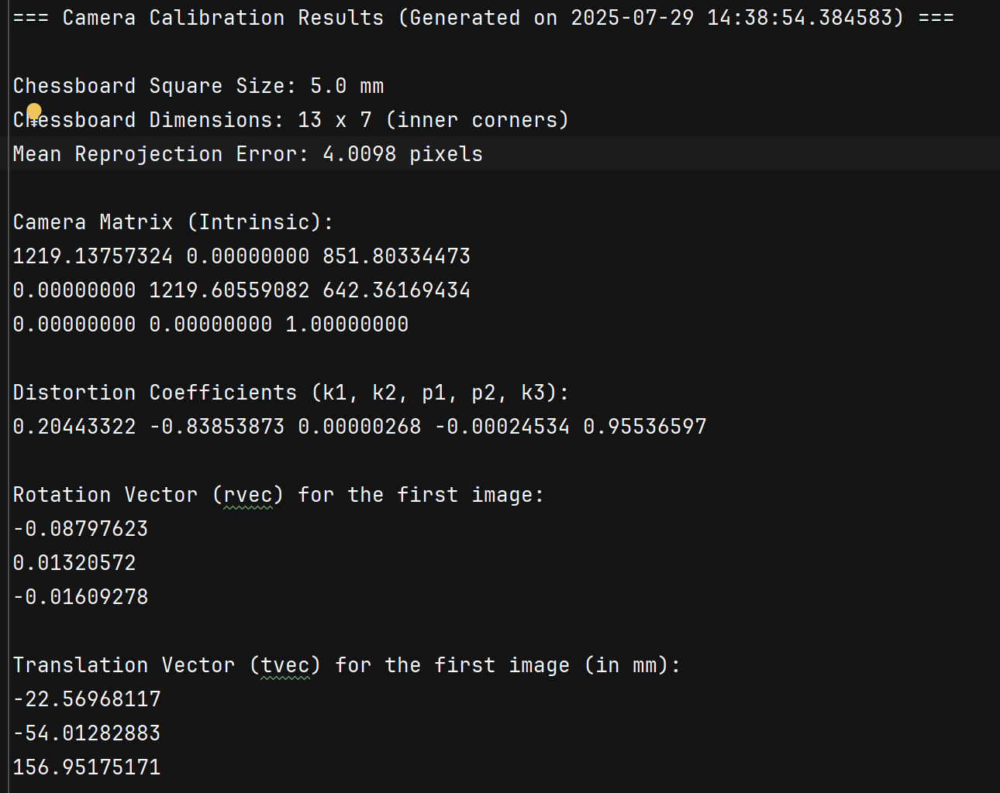 === Camera Calibration Results (Generated on 2025-07-29 14:38:54.384583) ===
Chessboard Square Size: 5.0 mm
Chessboard Dimensions: 13 x 7 (inner corners)
Mean Reprojection Error: 4.0098 pixels
Camera Matrix (Intrinsic):
1219.13757324 0.00000000 851.80334473
0.00000000 1219.60559082 642.36169434
0.00000000 0.00000000 1.00000000
Distortion Coefficients (k1, k2, p1, p2, k3):
0.20443322 -0.83853873 0.00000268 -0.00024534 0.95536597
Rotation Vector (rvec) for the first image:
-0.08797623
0.01320572
-0.01609278
Translation Vector (tvec) for the first image (in mm):
-22.56968117
-54.01282883
156.95175171